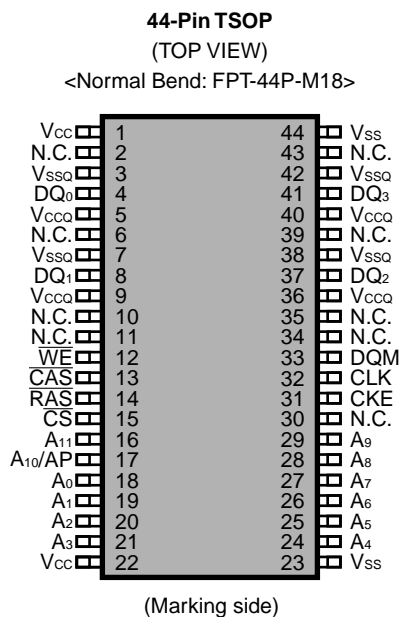 44-Pin TSOP
(TOP VIEW)
<Normal Bend: FPT-44P-M18>
VCC 1 44 VSS
N.C. 2 43 N.C.
VSSQ 3 42 VSSQ
DQ0 4 41 DQ3
VCCQ 5 40 VCCQ
N.C. 6 39 N.C.
VSSQ 7 38 VSSQ
DQ1 8 37 DQ2
VCCQ 9 36 VCCQ
N.C. 10 35 N.C.
N.C. 11 34 N.C.
W̅E̅ 12 33 DQM
C̅A̅S̅ 13 32 CLK
R̅A̅S̅ 14 31 CKE
C̅S̅ 15 30 N.C.
A11 16 29 A9
A10/AP 17 28 A8
A0 18 27 A7
A1 19 26 A6
A2 20 25 A5
A3 21 24 A4
VCC 22 23 VSS
(Marking side)